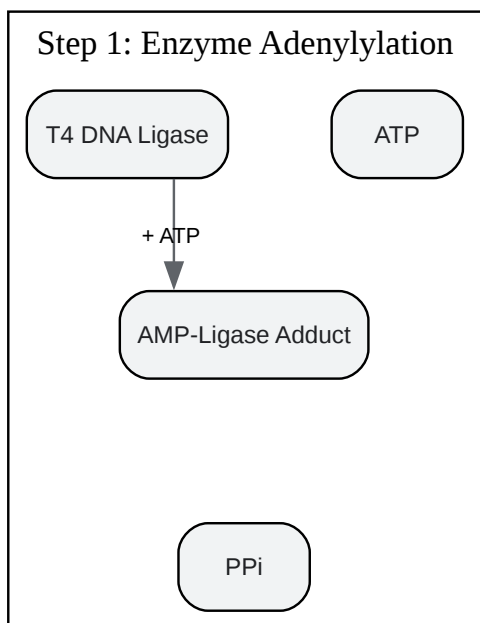 Step 1: Enzyme Adenylylation
T4 DNA Ligase
ATP
+ ATP
AMP-Ligase Adduct
PPi